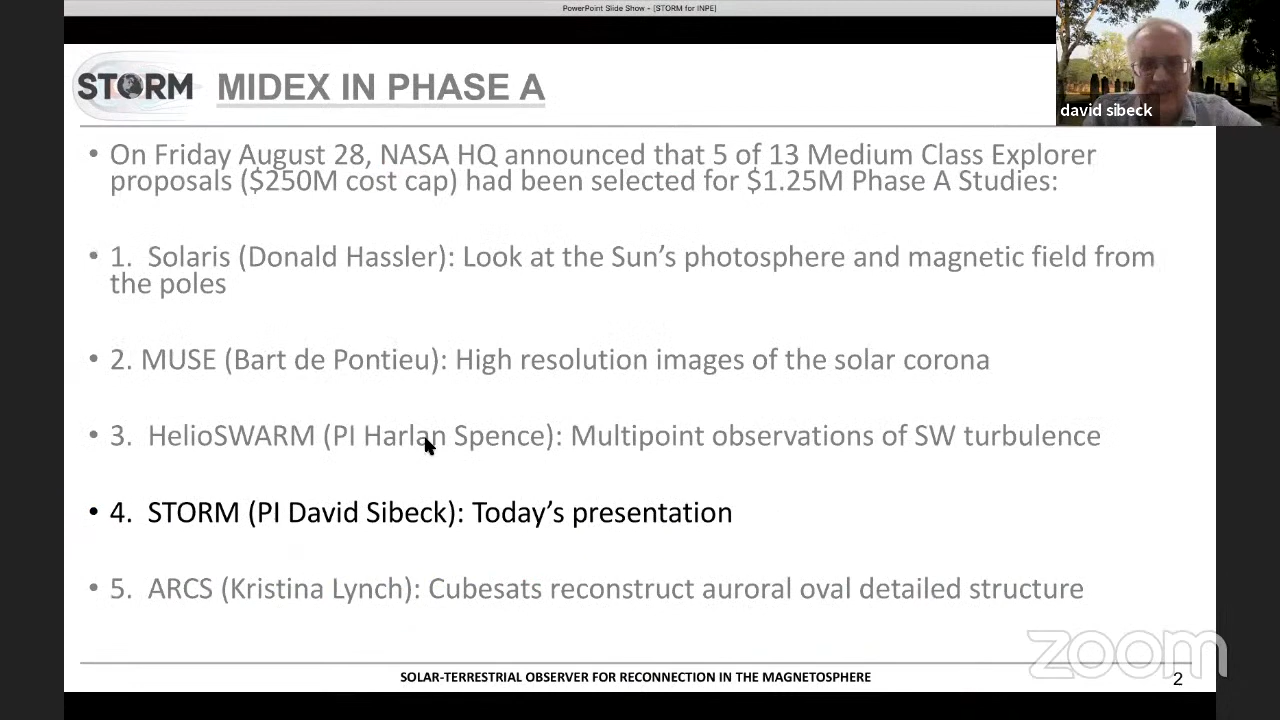 PowerPoint Slide Show - [STORM for INPE]
STORM MIDEX IN PHASE A
david sibeck
• On Friday August 28, NASA HQ announced that 5 of 13 Medium Class Explorer
proposals ($250M cost cap) had been selected for $1.25M Phase A Studies:
• 1. Solaris (Donald Hassler): Look at the Sun's photosphere and magnetic field from
the poles
• 2. MUSE (Bart de Pontieu): High resolution images of the solar corona
• 3. HelioSWARM (PI Harlan Spence): Multipoint observations of SW turbulence
• 4. STORM (PI David Sibeck): Today's presentation
• 5. ARCS (Kristina Lynch): Cubesats reconstruct auroral oval detailed structure
zoom
SOLAR-TERRESTRIAL OBSERVER FOR RECONNECTION IN THE MAGNETOSPHERE
2